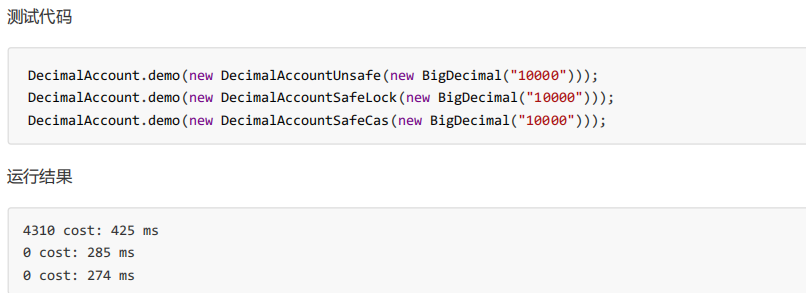 测试代码
DecimalAccount.demo(new DecimalAccountUnsafe(new BigDecimal("10000")));
DecimalAccount.demo(new DecimalAccountSafeLock(new BigDecimal("10000")));
DecimalAccount.demo(new DecimalAccountSafeCas(new BigDecimal("10000")));
运行结果
4310 cost: 425 ms
0 cost: 285 ms
0 cost: 274 ms